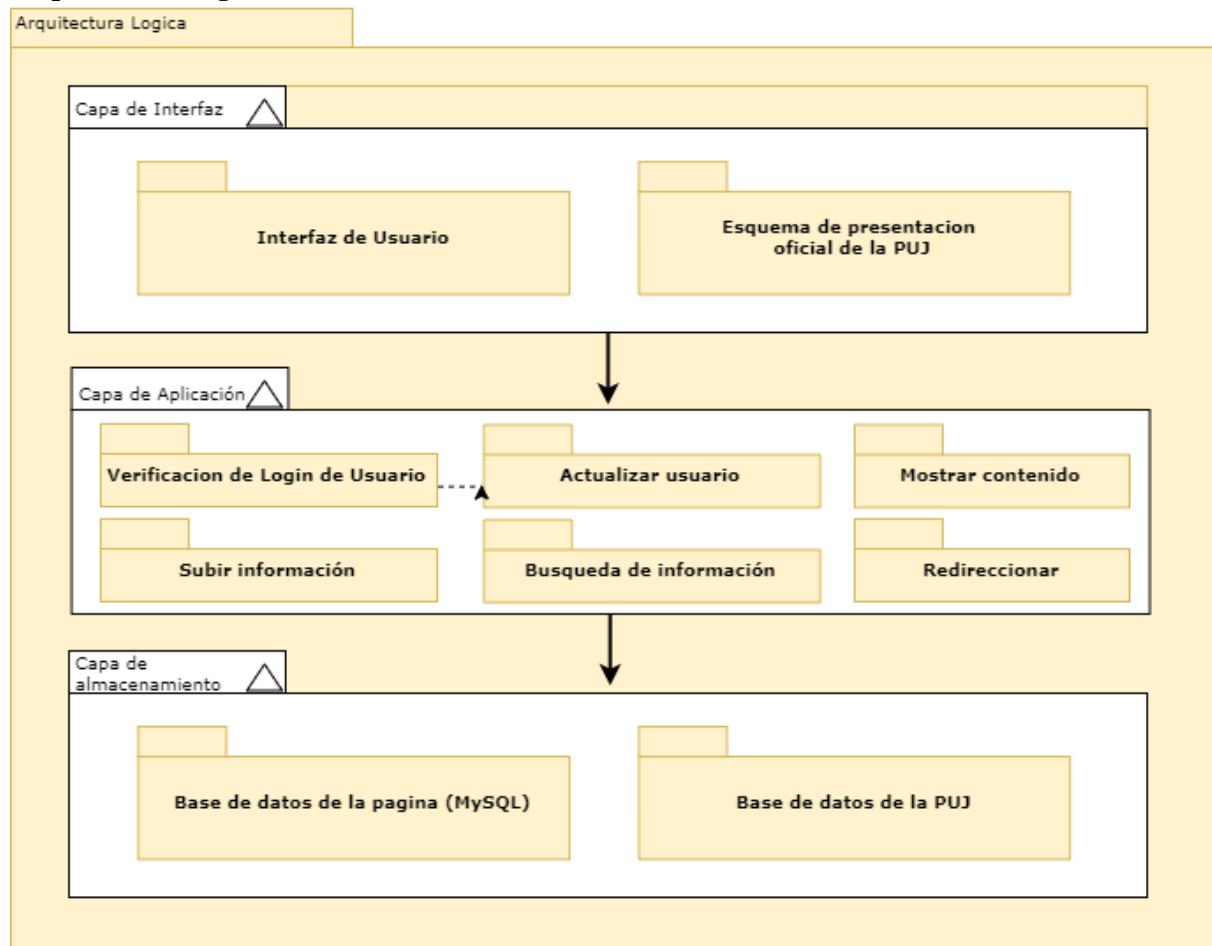 Arquitectura Logica
Capa de Interfaz
Interfaz de Usuario
Esquema de presentacion
oficial de la PUJ
Capa de Aplicación
Verificacion de Login de Usuario
Actualizar usuario
Mostrar contenido
Subir información
Busqueda de información
Redireccionar
Capa de
almacenamiento
Base de datos de la pagina (MySQL)
Base de datos de la PUJ